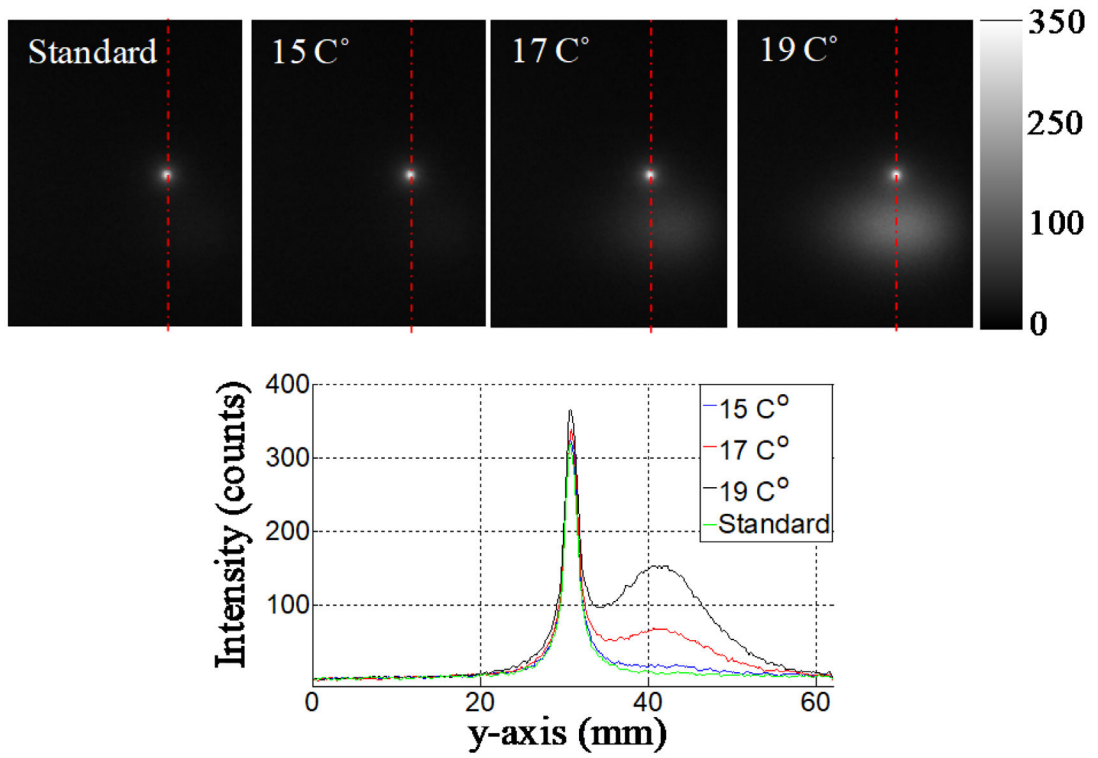 Standard
15 C°
17 C°
19 C°
350
250
100
0
400
300
200
100
0
20
40
60
Intensity (counts)
y-axis (mm)
15 C°
17 C°
19 C°
Standard